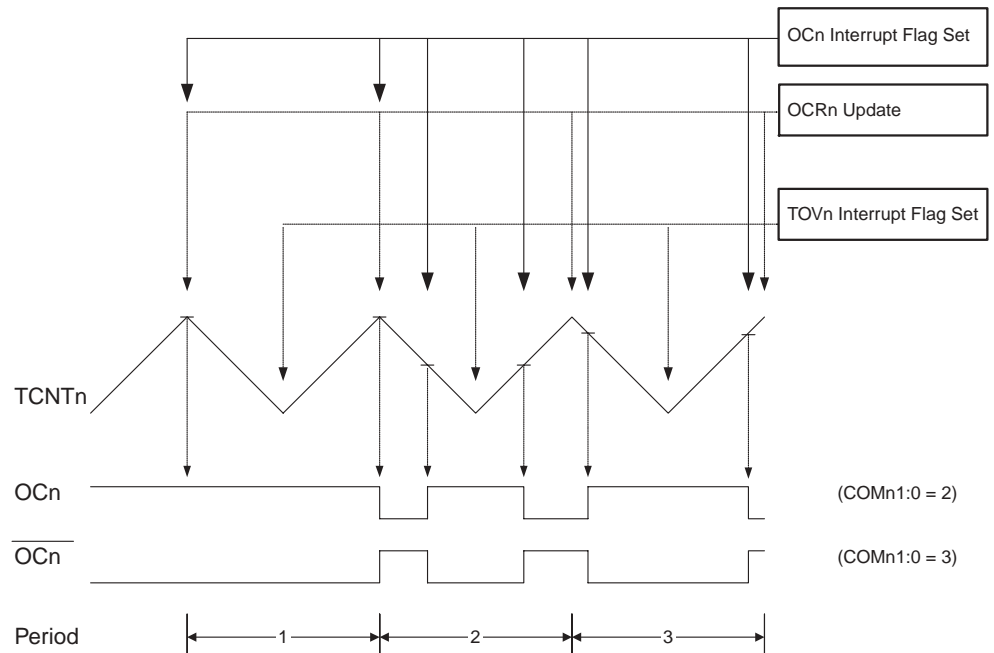 OCn Interrupt Flag Set
OCRn Update
TOVn Interrupt Flag Set
TCNTn
OCn (COMn1:0 = 2)
OCn (COMn1:0 = 3)
Period 1 2 3